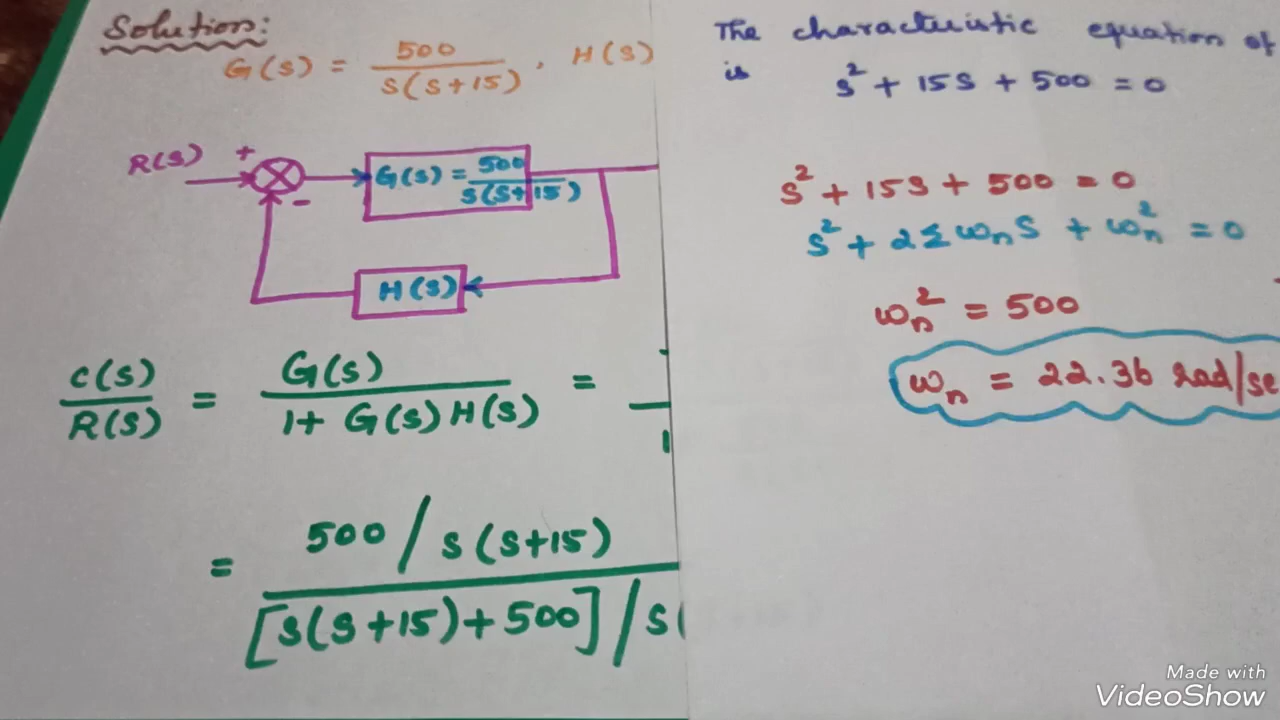 Solution:
G(s) = 500 / s(s+15) , H(s)
R(s) + -
G(s) = 500 / s(s+15)
H(s)
C(s) / R(s) = G(s) / 1+ G(s) H(s) =
= 500 / s(s+15)
[s(s+15)+500] / s(
The characteristic equation of
is s² + 15s + 500 = 0
s² + 15s + 500 = 0
s² + 2ξωₙs + ωₙ² = 0
ωₙ² = 500
ωₙ = 22.36 rad/se
Made with
VideoShow